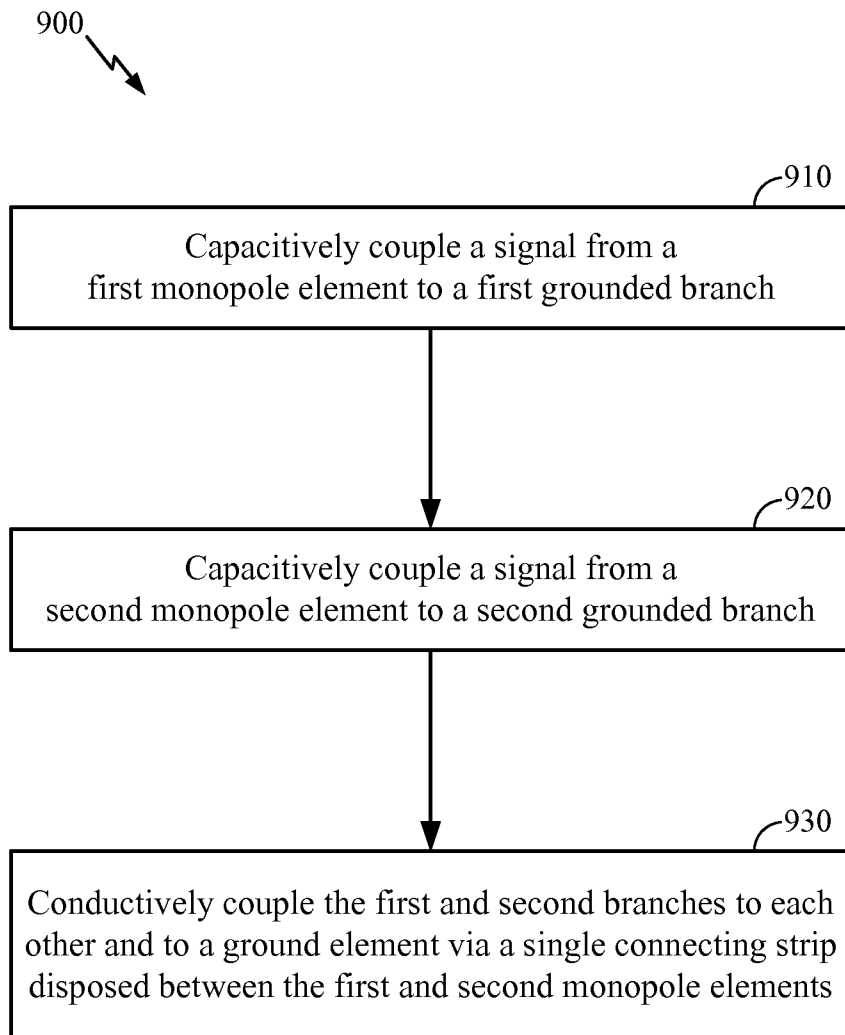 900
910
Capacitively couple a signal from a
first monopole element to a first grounded branch
920
Capacitively couple a signal from a
second monopole element to a second grounded branch
930
Conductively couple the first and second branches to each
other and to a ground element via a single connecting strip
disposed between the first and second monopole elements